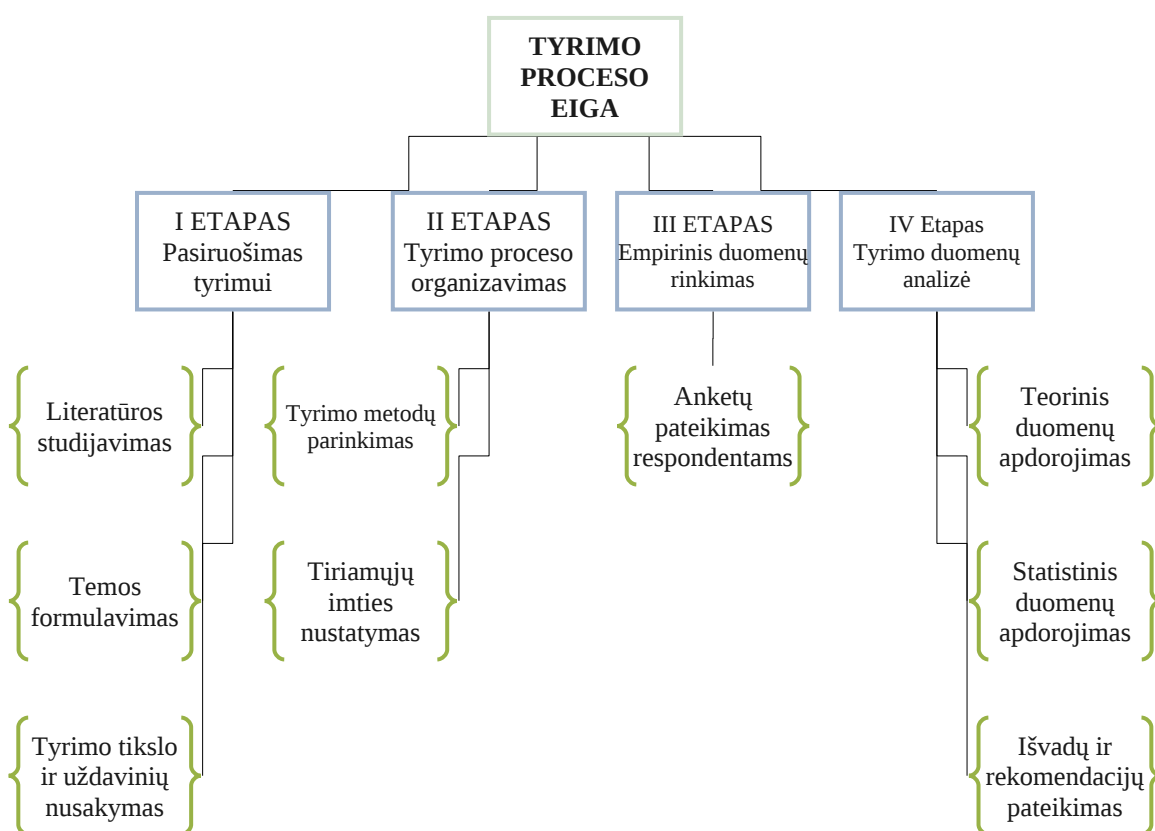 TYRIMO
PROCESO
EIGA
I ETAPAS
Pasiruošimas
tyrimui
II ETAPAS
Tyrimo proceso
organizavimas
III ETAPAS
Empirinis duomenų
rinkimas
IV Etapas
Tyrimo duomenų
analizė
Literatūros
studijavimas
Tyrimo metodų
parinkimas
Anketų
pateikimas
respondentams
Teorinis
duomenų
apdorojimas
Temos
formulavimas
Tiriamųjų
imties
nustatymas
Statistinis
duomenų
apdorojimas
Tyrimo tikslo
ir uždavinių
nusakymas
Išvadų ir
rekomendacijų
pateikimas